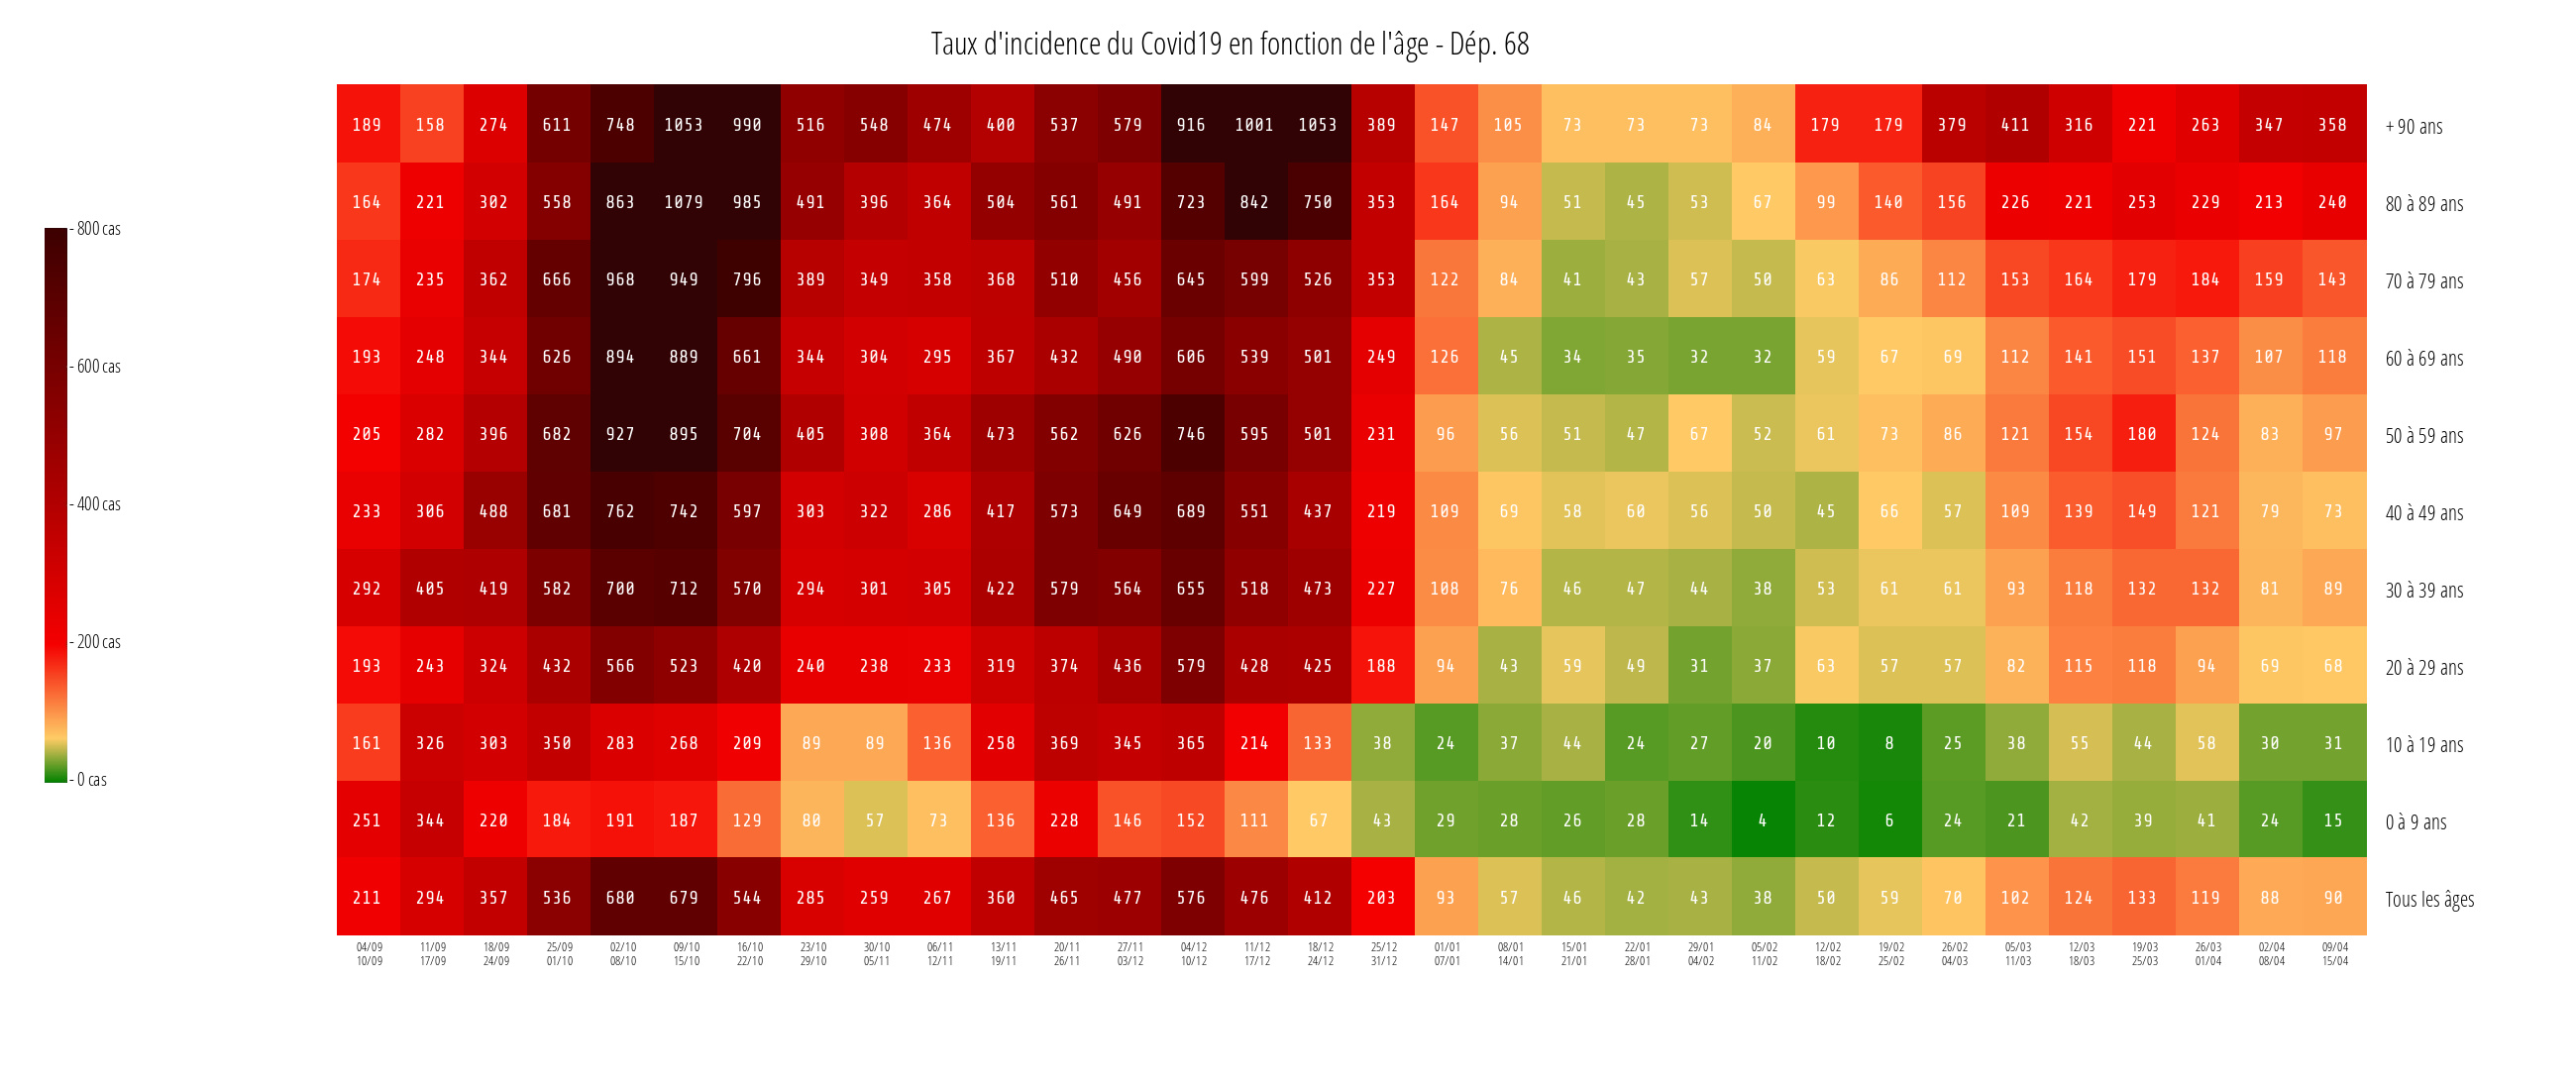 Taux d'incidence du Covid19 en fonction de l'âge - Dép. 68
189 158 274 611 748 1053 990 516 548 474 400 537 579 916 1001 1053 389 147 105 73 73 73 84 179 179 379 411 316 221 263 347 358 + 90 ans
164 221 302 558 863 1079 985 491 396 364 504 561 491 723 842 750 353 164 94 51 45 53 67 99 140 156 226 221 253 229 213 240 80 à 89 ans
- 800 cas
174 235 362 666 968 949 796 389 349 358 368 510 456 645 599 526 353 122 84 41 43 57 50 63 86 112 153 164 179 184 159 143 70 à 79 ans
193 248 344 626 894 889 661 344 304 295 367 432 490 606 539 501 249 126 45 34 35 32 32 59 67 69 112 141 151 137 107 118 60 à 69 ans
- 600 cas
205 282 396 682 927 895 704 405 308 364 473 562 626 746 595 501 231 96 56 51 47 67 52 61 73 86 121 154 180 124 83 97 50 à 59 ans
- 400 cas
233 306 488 681 762 742 597 303 322 286 417 573 649 689 551 437 219 109 69 58 60 56 50 45 66 57 109 139 149 121 79 73 40 à 49 ans
292 405 419 582 700 712 570 294 301 305 422 579 564 655 518 473 227 108 76 46 47 44 38 53 61 61 93 118 132 132 81 89 30 à 39 ans
- 200 cas
193 243 324 432 566 523 420 240 238 233 319 374 436 579 428 425 188 94 43 59 49 31 37 63 57 57 82 115 118 94 69 68 20 à 29 ans
161 326 303 350 283 268 209 89 89 136 258 369 345 365 214 133 38 24 37 44 24 27 20 10 8 25 38 55 44 58 30 31 10 à 19 ans
- 0 cas
251 344 220 184 191 187 129 80 57 73 136 228 146 152 111 67 43 29 28 26 28 14 4 12 6 24 21 42 39 41 24 15 0 à 9 ans
211 294 357 536 680 679 544 285 259 267 360 465 477 576 476 412 203 93 57 46 42 43 38 50 59 70 102 124 133 119 88 90 Tous les âges
04/09 11/09 18/09 25/09 02/10 09/10 16/10 23/10 30/10 06/11 13/11 20/11 27/11 04/12 11/12 18/12 25/12 01/01 08/01 15/01 22/01 29/01 05/02 12/02 19/02 26/02 05/03 12/03 19/03 26/03 02/04 09/04
10/09 17/09 24/09 01/10 08/10 15/10 22/10 29/10 05/11 12/11 19/11 26/11 03/12 10/12 17/12 24/12 31/12 07/01 14/01 21/01 28/01 04/02 11/02 18/02 25/02 04/03 11/03 18/03 25/03 01/04 08/04 15/04